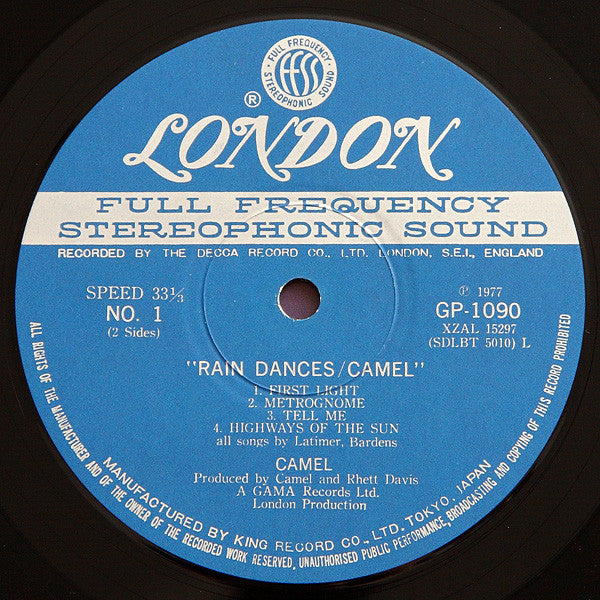 FULL FREQUENCY
ffss
STEREOPHONIC SOUND
®
LONDON
FULL FREQUENCY
STEREOPHONIC SOUND
RECORDED BY THE DECCA RECORD CO., LTD. LONDON, S.E.I., ENGLAND
SPEED 33⅓
NO. 1
(2 Sides)
℗ 1977
GP-1090
XZAL 15297
(SDLBT 5010) L
"RAIN DANCES/CAMEL"
1. FIRST LIGHT
2. METROGNOME
3. TELL ME
4. HIGHWAYS OF THE SUN
all songs by Latimer, Bardens
CAMEL
Produced by Camel and Rhett Davis
A GAMA Records Ltd.
London Production
MANUFACTURED BY KING RECORD CO., LTD. TOKYO, JAPAN
ALL RIGHTS OF THE MANUFACTURER AND OF THE OWNER OF THE RECORDED WORK RESERVED, UNAUTHORISED PUBLIC PERFORMANCE, BROADCASTING AND COPYING OF THIS RECORD PROHIBITED